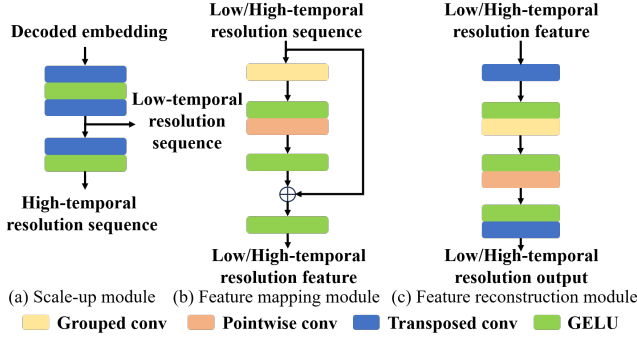 Decoded embedding
Low-temporal
resolution
sequence
High-temporal
resolution sequence
(a) Scale-up module
Low/High-temporal
resolution sequence
Low/High-temporal
resolution feature
(b) Feature mapping module
Low/High-temporal
resolution feature
Low/High-temporal
resolution output
(c) Feature reconstruction module
Grouped conv
Pointwise conv
Transposed conv
GELU